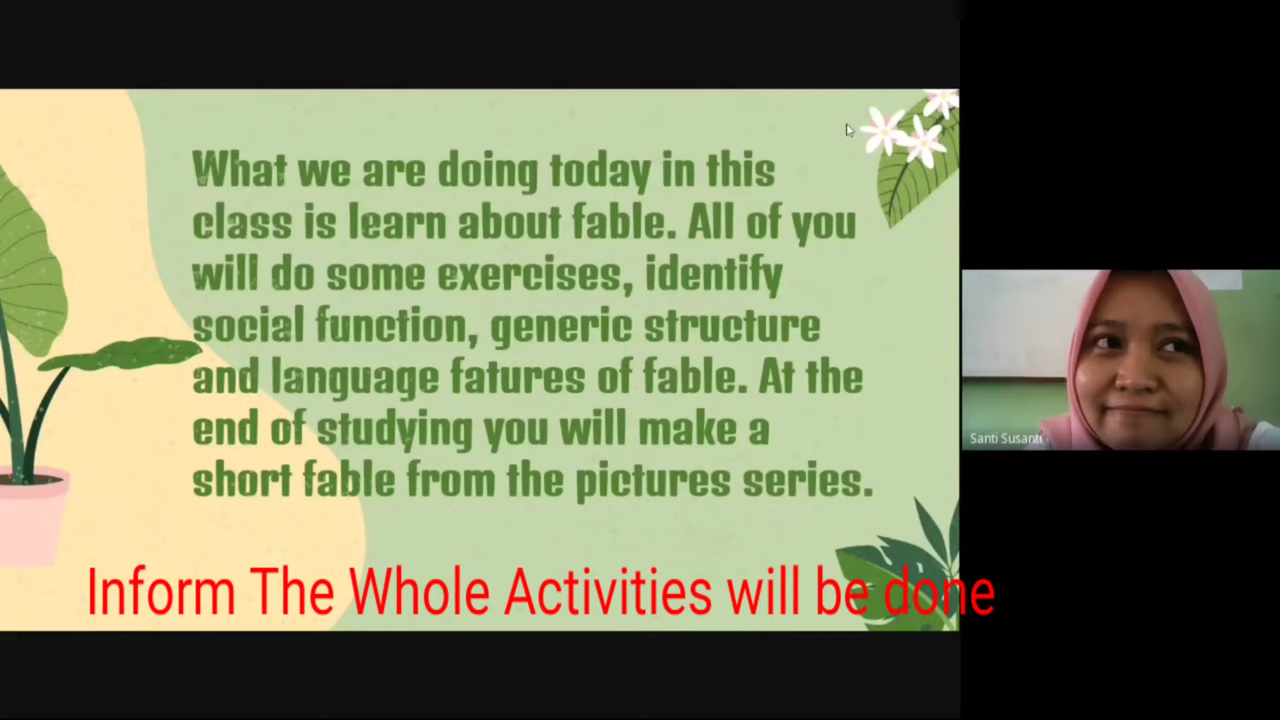 What we are doing today in this
class is learn about fable. All of you
will do some exercises, identify
social function, generic structure
and language fatures of fable. At the
end of studying you will make a
short fable from the pictures series.
Santi Susanti
Inform The Whole Activities will be done